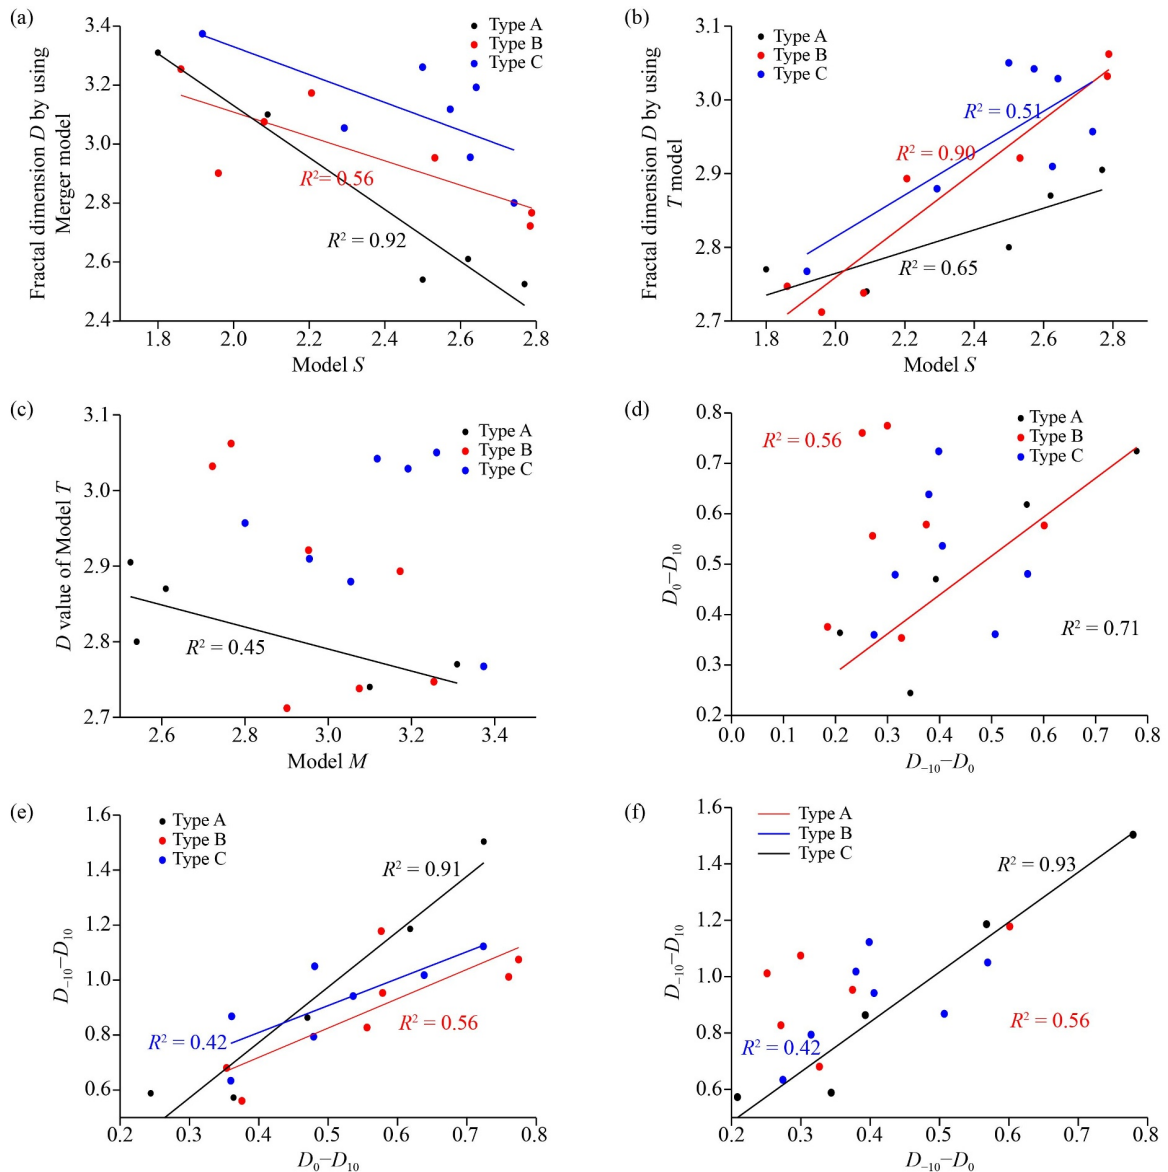 (a)
Fractal dimension D by using
Merger model
3.4
3.2
3.0
2.8
2.6
2.4
Type A
Type B
Type C
R²= 0.56
R² = 0.92
1.8 2.0 2.2 2.4 2.6 2.8
Model S
(b)
Fractal dimension D by using
T model
3.1
3.0
2.9
2.8
2.7
Type A
Type B
Type C
R² = 0.51
R² = 0.90
R² = 0.65
1.8 2.0 2.2 2.4 2.6 2.8
Model S
(c)
D value of Model T
3.1
3.0
2.9
2.8
2.7
Type A
Type B
Type C
R² = 0.45
2.6 2.8 3.0 3.2 3.4
Model M
(d)
D₀−D₁₀
0.8
0.7
0.6
0.5
0.4
0.3
0.2
R² = 0.56
Type A
Type B
Type C
R² = 0.71
0.0 0.1 0.2 0.3 0.4 0.5 0.6 0.7 0.8
D₋₁₀−D₀
(e)
D₋₁₀−D₁₀
1.6
1.4
1.2
1.0
0.8
0.6
Type A
Type B
Type C
R² = 0.91
R² = 0.42
R² = 0.56
0.2 0.4 0.6 0.8
D₀−D₁₀
(f)
D₋₁₀−D₁₀
1.6
1.4
1.2
1.0
0.8
0.6
Type A
Type B
Type C
R² = 0.93
R² = 0.42
R² = 0.56
0.2 0.3 0.4 0.5 0.6 0.7 0.8
D₋₁₀−D₀